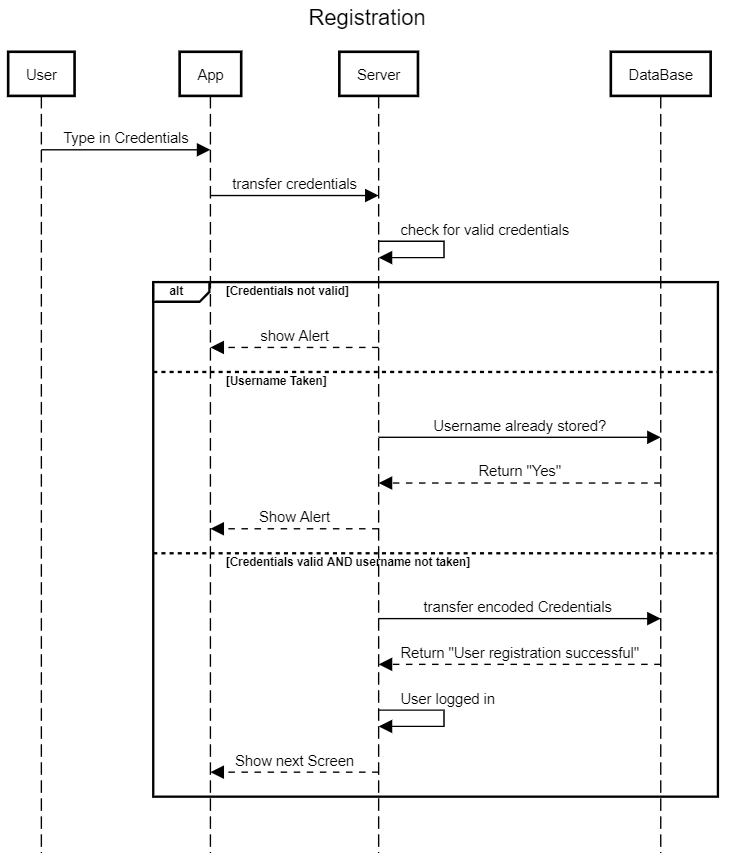 Registration
User
App
Server
DataBase
Type in Credentials
transfer credentials
check for valid credentials
alt
[Credentials not valid]
show Alert
[Username Taken]
Username already stored?
Return "Yes"
Show Alert
[Credentials valid AND username not taken]
transfer encoded Credentials
Return "User registration successful"
User logged in
Show next Screen